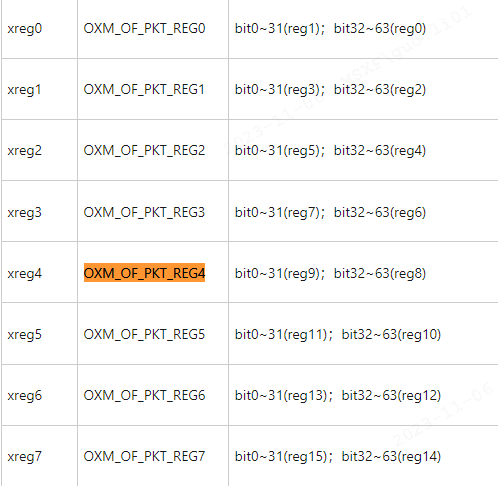 xreg0 OXM_OF_PKT_REG0 bit0~31(reg1)；bit32~63(reg0)
xreg1 OXM_OF_PKT_REG1 bit0~31(reg3)；bit32~63(reg2)
xreg2 OXM_OF_PKT_REG2 bit0~31(reg5)；bit32~63(reg4)
xreg3 OXM_OF_PKT_REG3 bit0~31(reg7)；bit32~63(reg6)
xreg4 OXM_OF_PKT_REG4 bit0~31(reg9)；bit32~63(reg8)
xreg5 OXM_OF_PKT_REG5 bit0~31(reg11)；bit32~63(reg10)
xreg6 OXM_OF_PKT_REG6 bit0~31(reg13)；bit32~63(reg12)
xreg7 OXM_OF_PKT_REG7 bit0~31(reg15)；bit32~63(reg14)
2023-11-06